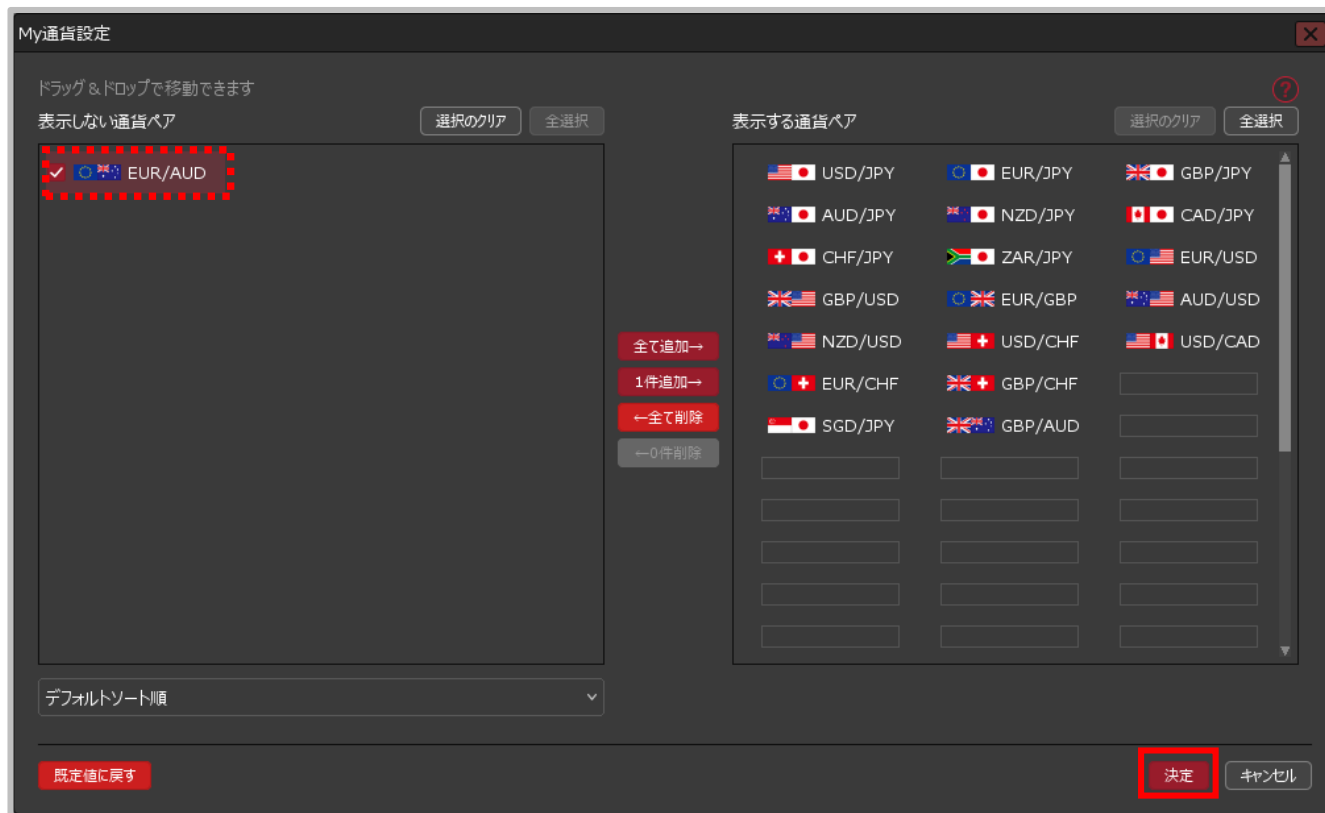 My通貨設定
ドラッグ＆ドロップで移動できます
表示しない通貨ペア 選択のクリア 全選択 表示する通貨ペア 選択のクリア 全選択
EUR/AUD
USD/JPY EUR/JPY GBP/JPY
AUD/JPY NZD/JPY CAD/JPY
CHF/JPY ZAR/JPY EUR/USD
GBP/USD EUR/GBP AUD/USD
NZD/USD USD/CHF USD/CAD
EUR/CHF GBP/CHF
SGD/JPY GBP/AUD
全て追加→
1件追加→
←全て削除
←0件削除
デフォルトソート順
既定値に戻す 決定 キャンセル